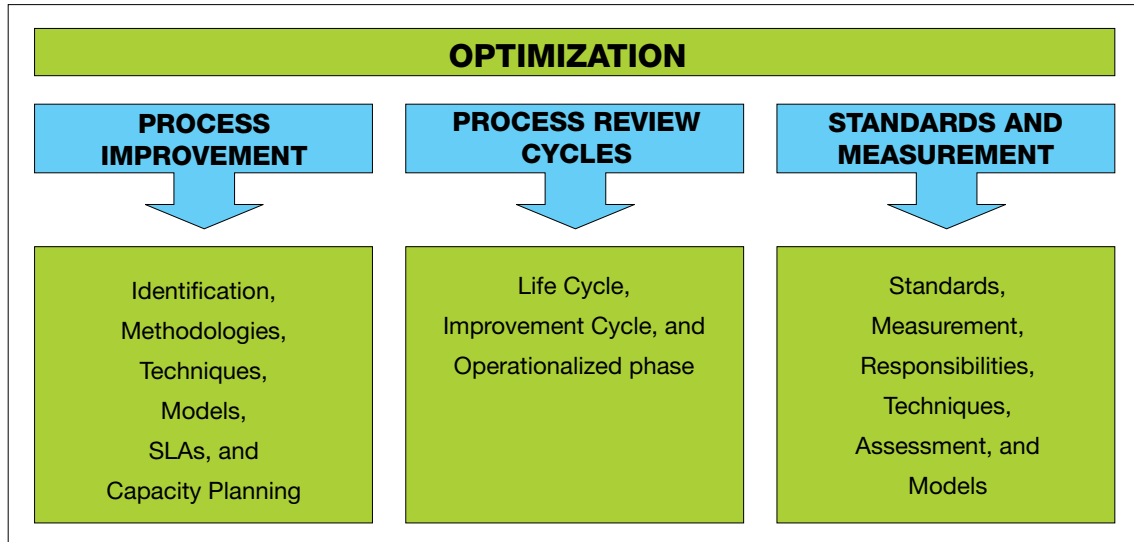 OPTIMIZATION
PROCESS
IMPROVEMENT
PROCESS REVIEW
CYCLES
STANDARDS AND
MEASUREMENT
Identification,
Methodologies,
Techniques,
Models,
SLAs, and
Capacity Planning
Life Cycle,
Improvement Cycle, and
Operationalized phase
Standards,
Measurement,
Responsibilities,
Techniques,
Assessment, and
Models